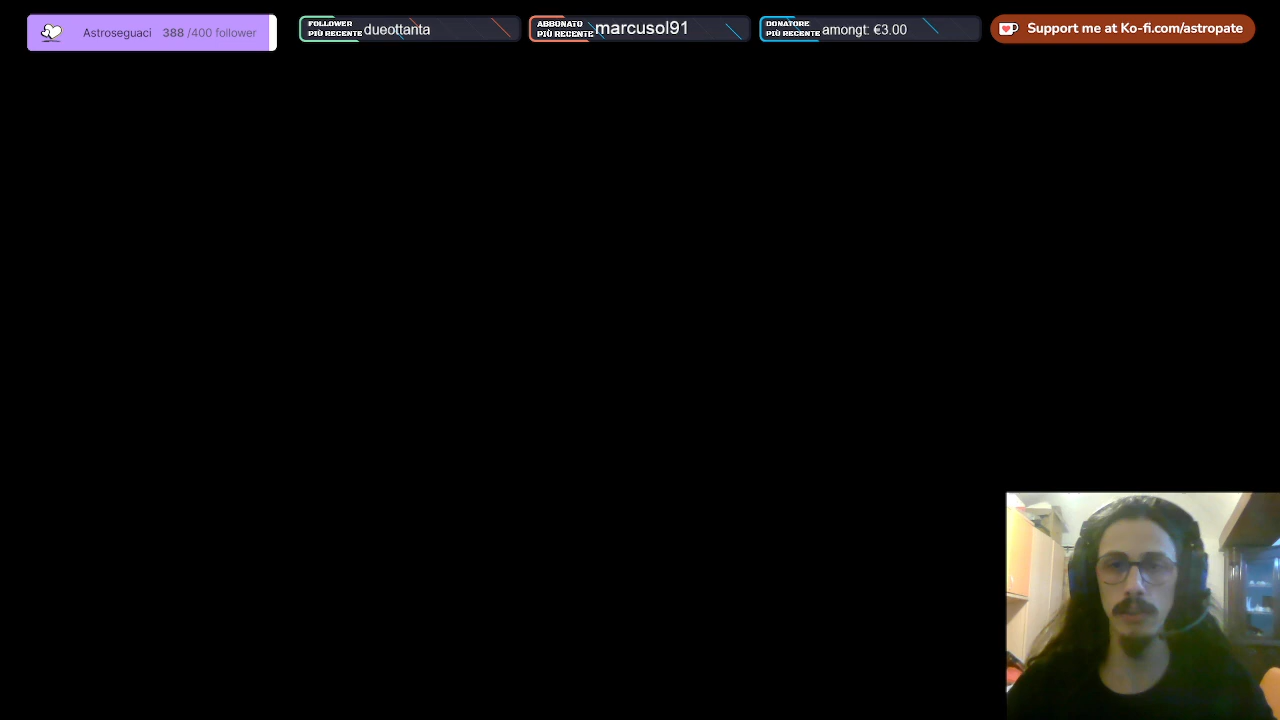 Astroseguaci 388 /400 follower
FOLLOWER
PIÙ RECENTE dueottanta
ABBONATO
PIÙ RECENTE marcusol91
DONATORE
PIÙ RECENTE amongt: €3.00
Support me at Ko-fi.com/astropate